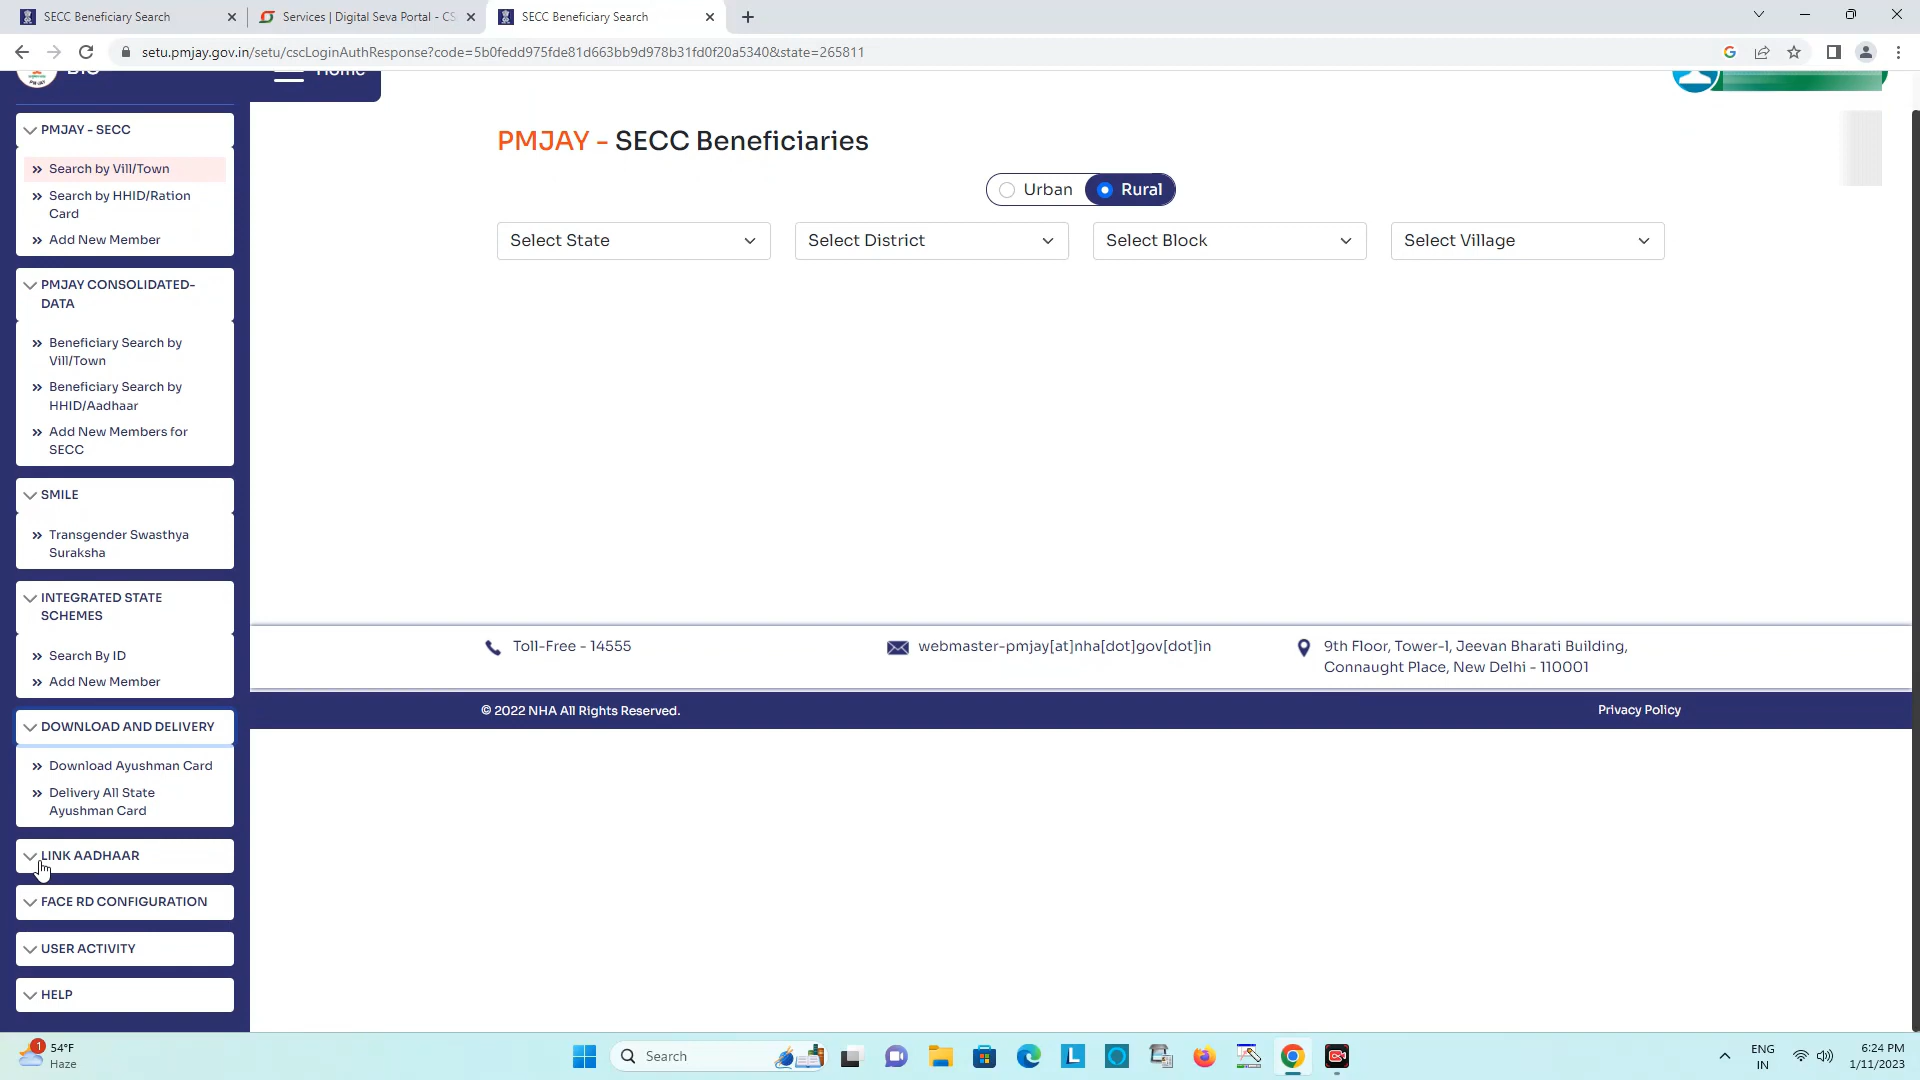 SECC Beneficiary Search
Services | Digital Seva Portal - CS
SECC Beneficiary Search
setu.pmjay.gov.in/setu/cscLoginAuthResponse?code=5b0fedd975fde81d663bb9d978b31fd0f20a5340&state=265811
Home
PMJAY - SECC
Search by Vill/Town
Search by HHID/Ration
Card
Add New Member
PMJAY CONSOLIDATED-
DATA
Beneficiary Search by
Vill/Town
Beneficiary Search by
HHID/Aadhaar
Add New Members for
SECC
SMILE
Transgender Swasthya
Suraksha
INTEGRATED STATE
SCHEMES
Search By ID
Add New Member
DOWNLOAD AND DELIVERY
Download Ayushman Card
Delivery All State
Ayushman Card
LINK AADHAAR
FACE RD CONFIGURATION
USER ACTIVITY
HELP
PMJAY - SECC Beneficiaries
Urban Rural
Select State Select District Select Block Select Village
Toll-Free - 14555
webmaster-pmjay[at]nha[dot]gov[dot]in
9th Floor, Tower-I, Jeevan Bharati Building,
Connaught Place, New Delhi - 110001
© 2022 NHA All Rights Reserved.
Privacy Policy
1
54°F
Haze
Search
L
ENG
IN
6:24 PM
1/11/2023